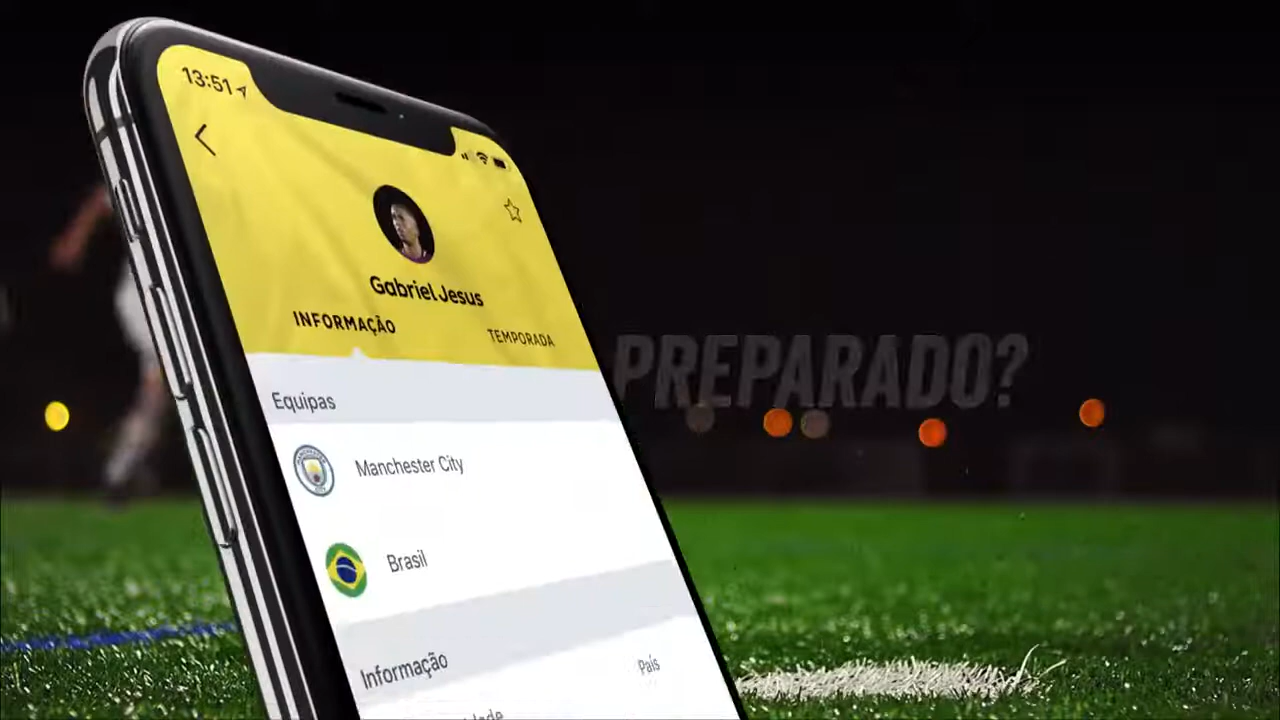 13:51
Gabriel Jesus
INFORMAÇÃO
TEMPORADA
PREPARADO?
Equipas
Manchester City
Brasil
Informação
País